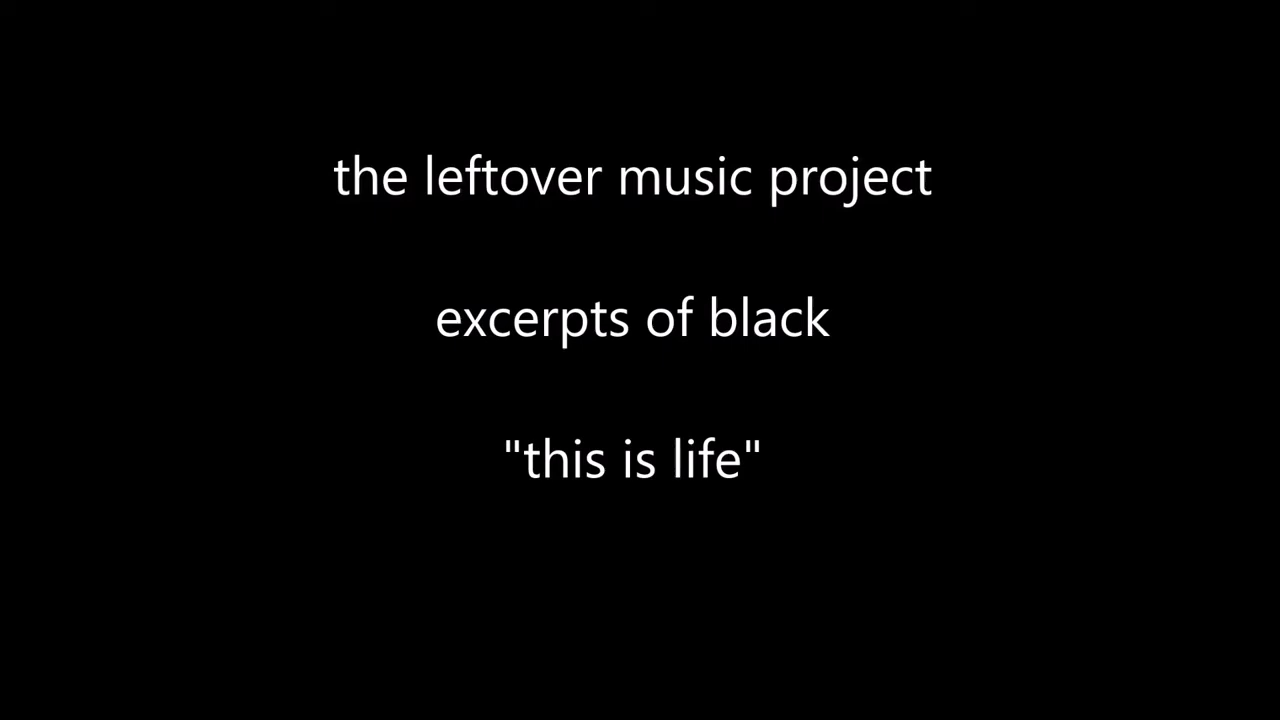 the leftover music project
excerpts of black
"this is life"